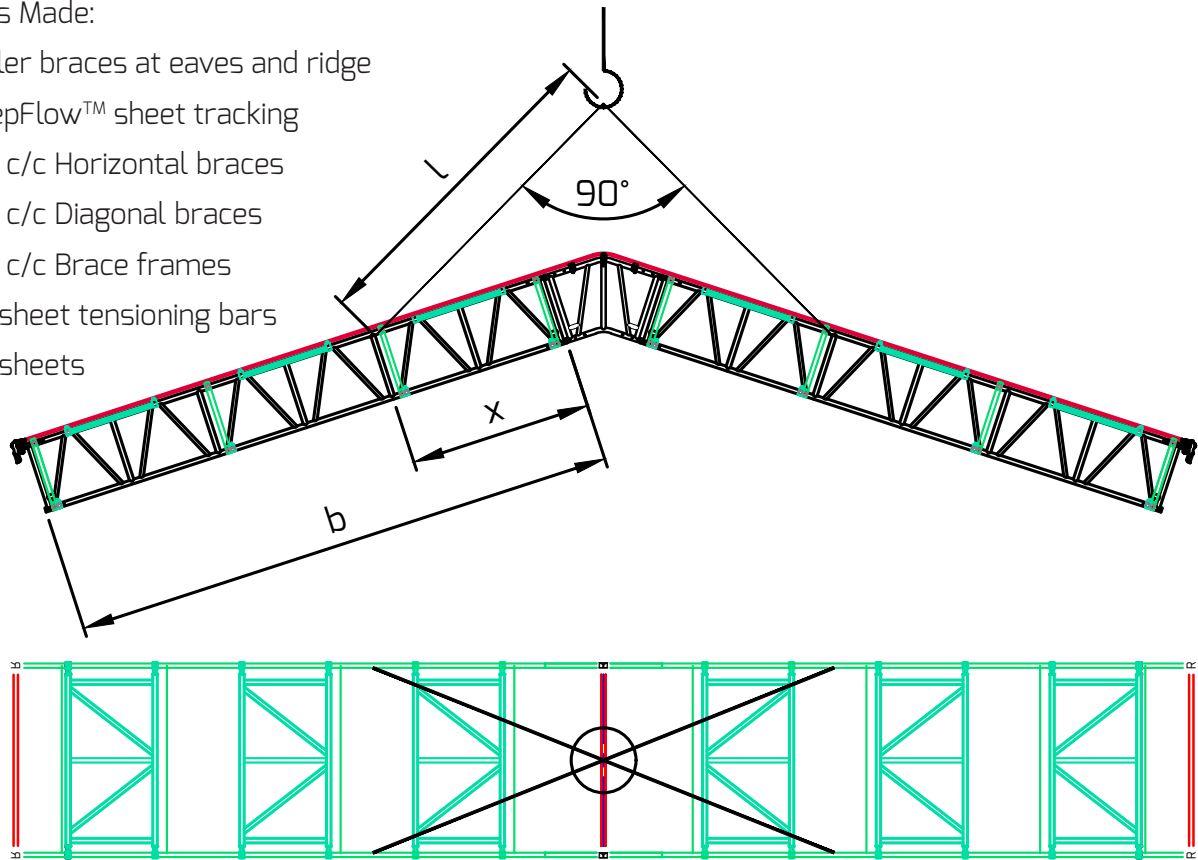 s Made:
ler braces at eaves and ridge
epFlow™ sheet tracking
c/c Horizontal braces
c/c Diagonal braces
c/c Brace frames
sheet tensioning bars
sheets
l
90°
x
b
R
R
R
R